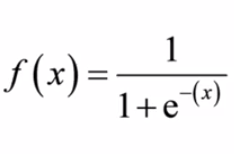 f(x) = 1 / (1+e^-(x))